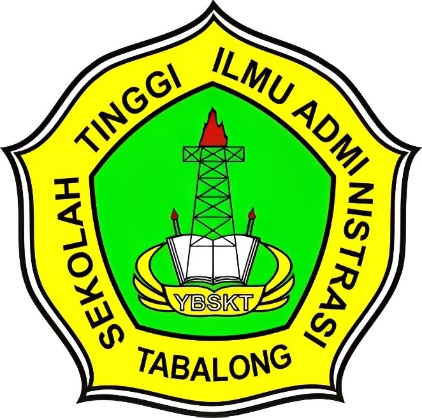 SEKOLAH TINGGI ILMU ADMINISTRASI
YBSKT
TABALONG